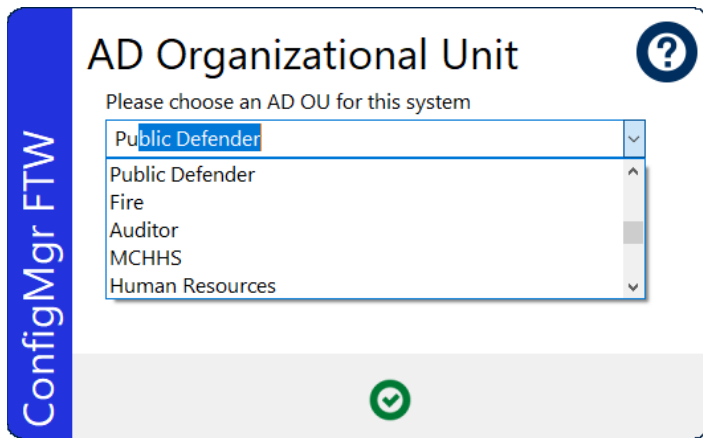 ConfigMgr FTW
AD Organizational Unit
?
Please choose an AD OU for this system
Public Defender
Public Defender
Fire
Auditor
MCHHS
Human Resources